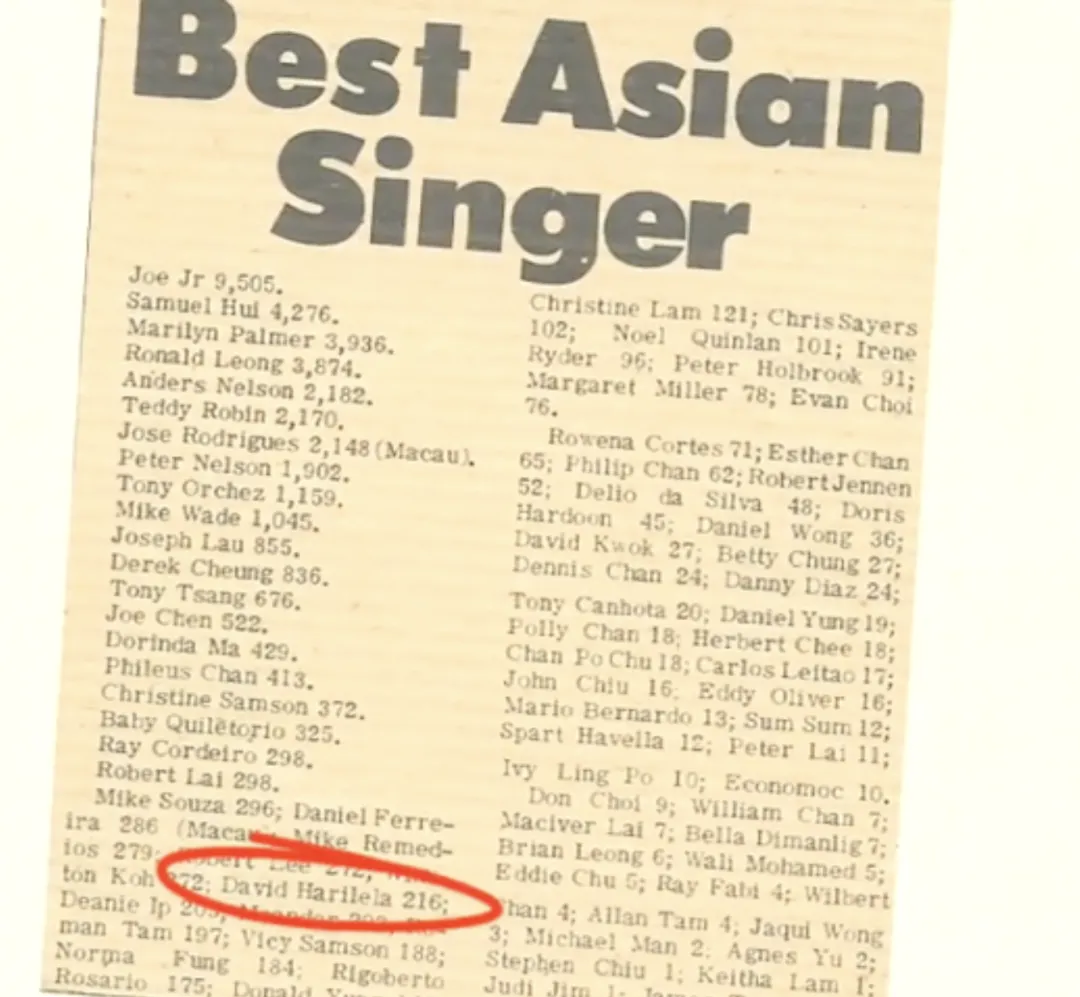 Best Asian
Singer
Joe Jr 9,505.
Samuel Hui 4,276.
Marilyn Palmer 3,936.
Ronald Leong 3,874.
Anders Nelson 2,182.
Teddy Robin 2,170.
Jose Rodrigues 2,148 (Macau).
Peter Nelson 1,902.
Tony Orchez 1,159.
Mike Wade 1,045.
Joseph Lau 855.
Derek Cheung 836.
Tony Tsang 676.
Joe Chen 522.
Dorinda Ma 429.
Phileus Chan 413.
Christine Samson 372.
Baby Quiletorio 325.
Ray Cordeiro 298.
Robert Lai 298.
Mike Souza 296; Daniel Ferre-
ira 286 (Macau); Mike Remed-
ios 279; Robert Lee 272;
ton Koh 272; David Harilela 216;
Deanie Ip
man Tam 197; Vicy Samson 188;
Norma Fung 184; Rigoberto
Rosario 175; Donald
Christine Lam 121; Chris Sayers
102; Noel Quinlan 101; Irene
Ryder 96; Peter Holbrook 91;
Margaret Miller 78; Evan Choi
76.
Rowena Cortes 71; Esther Chan
65; Philip Chan 62; Robert Jennen
52; Delio da Silva 48; Doris
Hardoon 45; Daniel Wong 36;
David Kwok 27; Betty Chung 27;
Dennis Chan 24; Danny Diaz 24;
Tony Canhota 20; Daniel Yung 19;
Polly Chan 18; Herbert Chee 18;
Chan Po Chu 18; Carlos Leitao 17;
John Chiu 16; Eddy Oliver 16;
Mario Bernardo 13; Sum Sum 12;
Spart Havella 12; Peter Lai 11;
Ivy Ling Po 10; Economoc 10.
Don Choi 9; William Chan 7;
Maciver Lai 7; Bella Dimanlig 7;
Brian Leong 6; Wali Mohamed 5;
Eddie Chu 5; Ray Fabi 4; Wilbert
Chan 4; Allan Tam 4; Jaqui Wong
3; Michael Man 2; Agnes Yu 2;
Stephen Chiu 1; Keitha Lam 1;
Judi Jim 1;